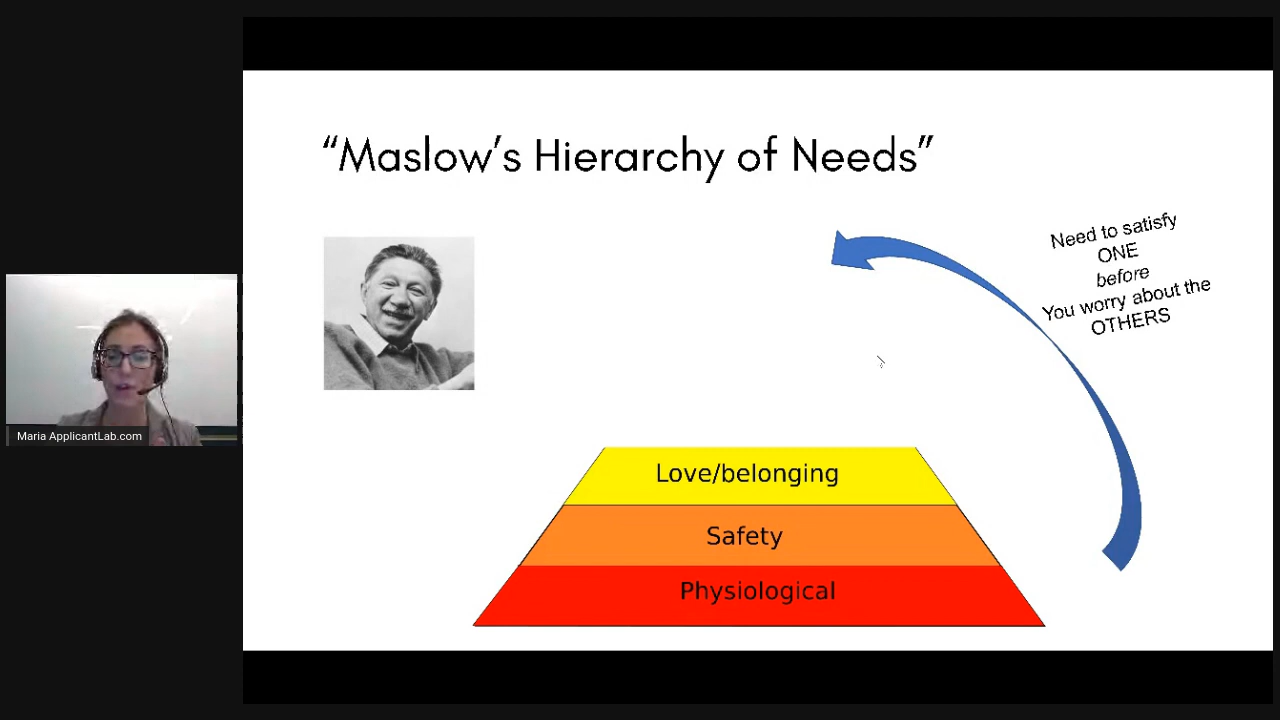 “Maslow’s Hierarchy of Needs”
Need to satisfy
ONE
before
You worry about the
OTHERS
Love/belonging
Safety
Physiological
Maria ApplicantLab.com